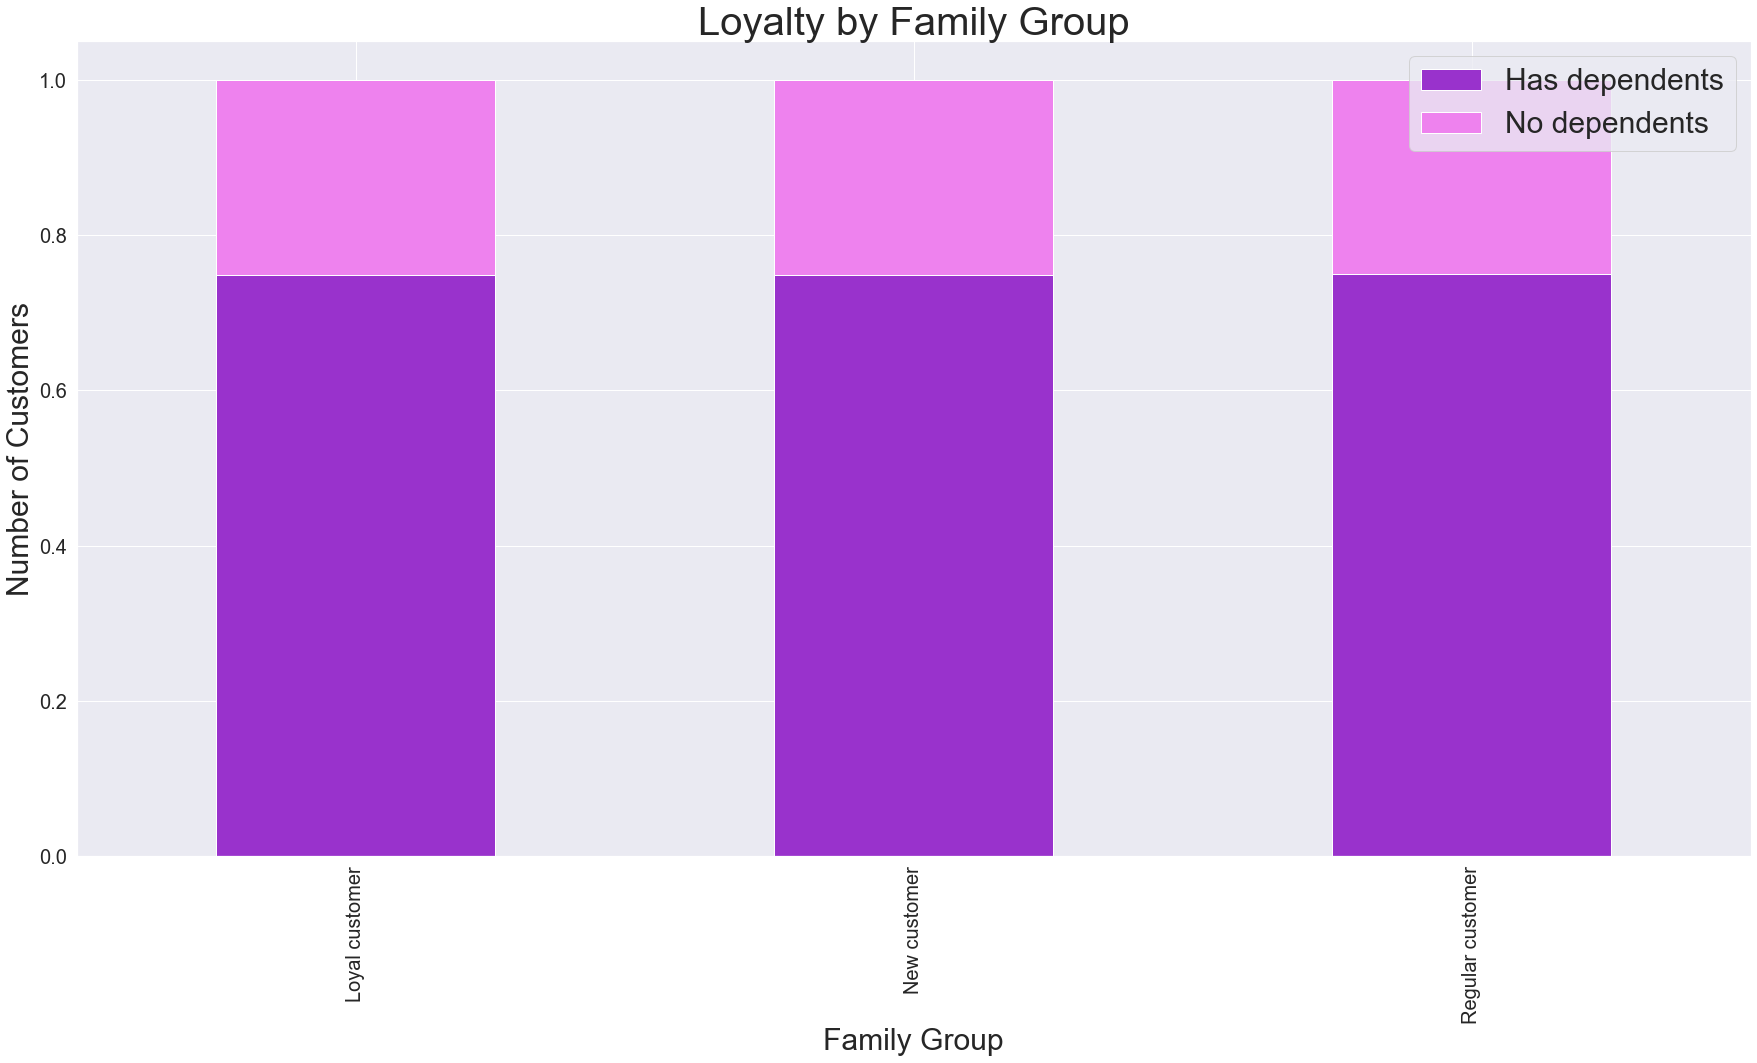 Loyalty by Family Group
Has dependents
No dependents
Number of Customers
1.0
0.8
0.6
0.4
0.2
0.0
Loyal customer
New customer
Regular customer
Family Group